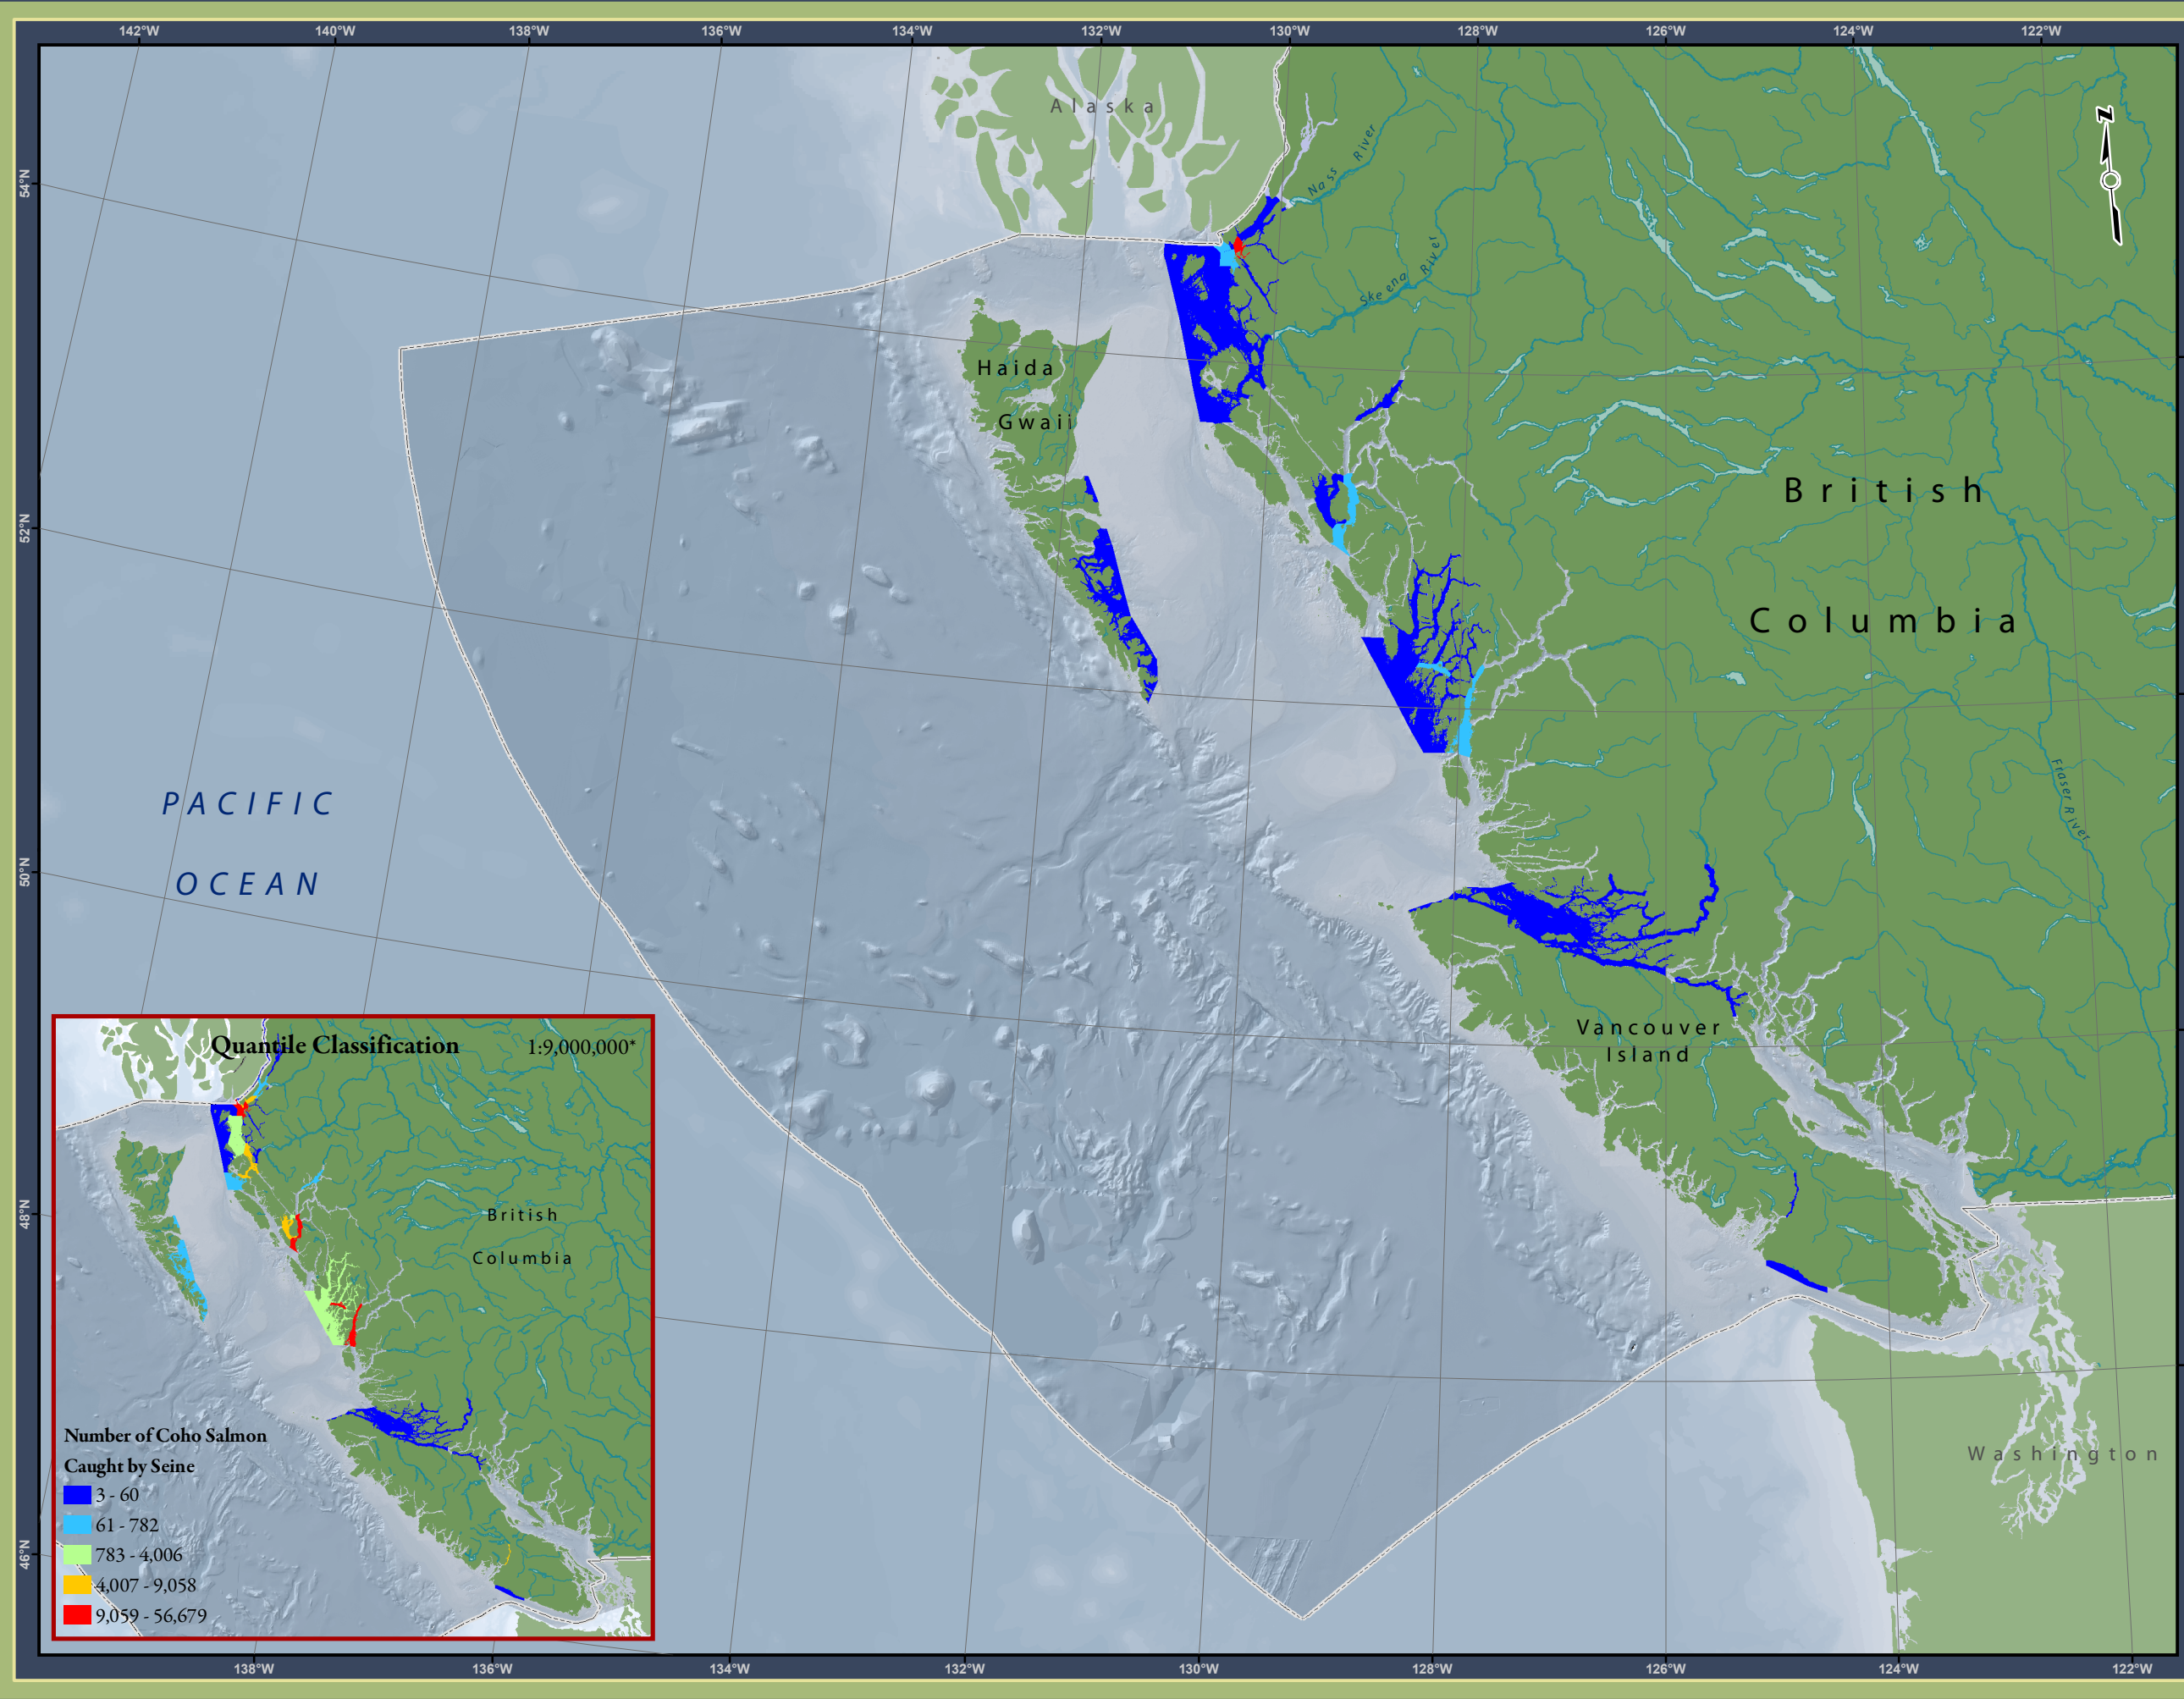 142°W 140°W 138°W 136°W 134°W 132°W 130°W 128°W 126°W 124°W 122°W
Alaska
N
Nass River
54°N
Skeena River
Haida
Gwaii
British
Columbia
52°N
Fraser River
PACIFIC
OCEAN
50°N
Vancouver
Island
48°N
Washington
46°N
Quantile Classification 1:9,000,000*
British
Columbia
Number of Coho Salmon
Caught by Seine
3 - 60
61 - 782
783 - 4,006
4,007 - 9,058
9,059 - 56,679
138°W 136°W 134°W 132°W 130°W 128°W 126°W 124°W 122°W